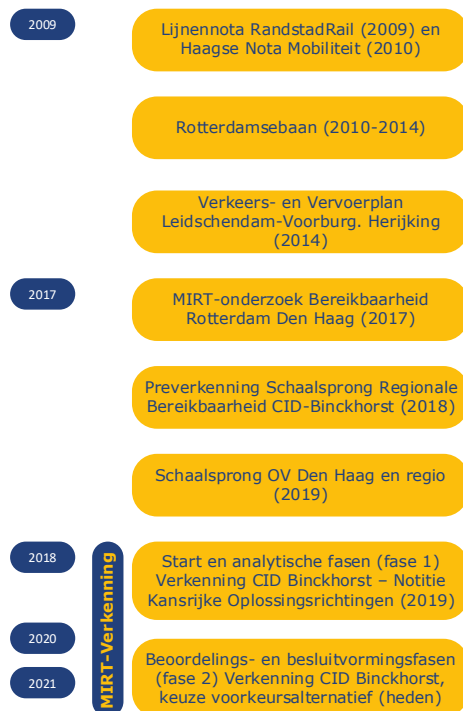 2009
Lijnennota RandstadRail (2009) en
Haagse Nota Mobiliteit (2010)
Rotterdamsebaan (2010-2014)
Verkeers- en Vervoerplan
Leidschendam-Voorburg. Herijking
(2014)
2017
MIRT-onderzoek Bereikbaarheid
Rotterdam Den Haag (2017)
Preverkenning Schaalsprong Regionale
Bereikbaarheid CID-Binckhorst (2018)
Schaalsprong OV Den Haag en regio
(2019)
MIRT-Verkenning
2018
Start en analytische fasen (fase 1)
Verkenning CID Binckhorst – Notitie
Kansrijke Oplossingsrichtingen (2019)
2020
2021
Beoordelings- en besluitvormingsfasen
(fase 2) Verkenning CID Binckhorst,
keuze voorkeursalternatief (heden)